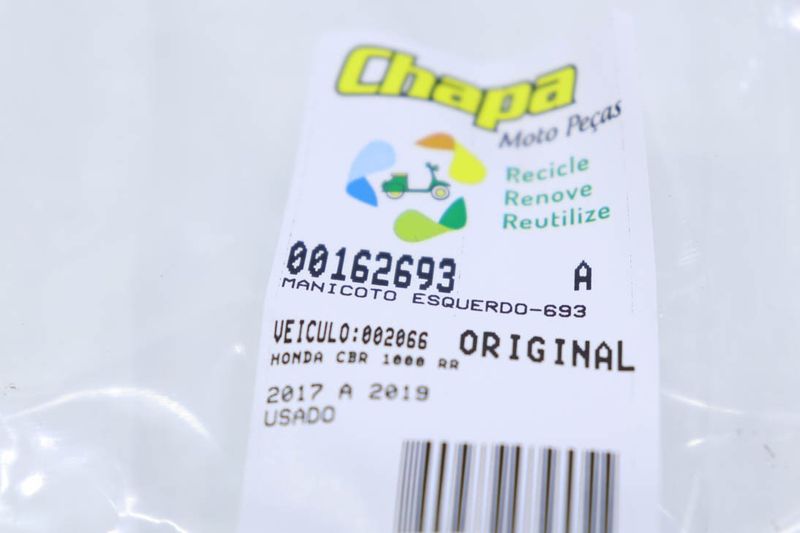 Chapa
Moto Peças
Recicle
Renove
Reutilize
00162693 A
MANICOTO ESQUERDO-693
VEICULO:002066 ORIGINAL
HONDA CBR 1000 RR
2017 A 2019
USADO